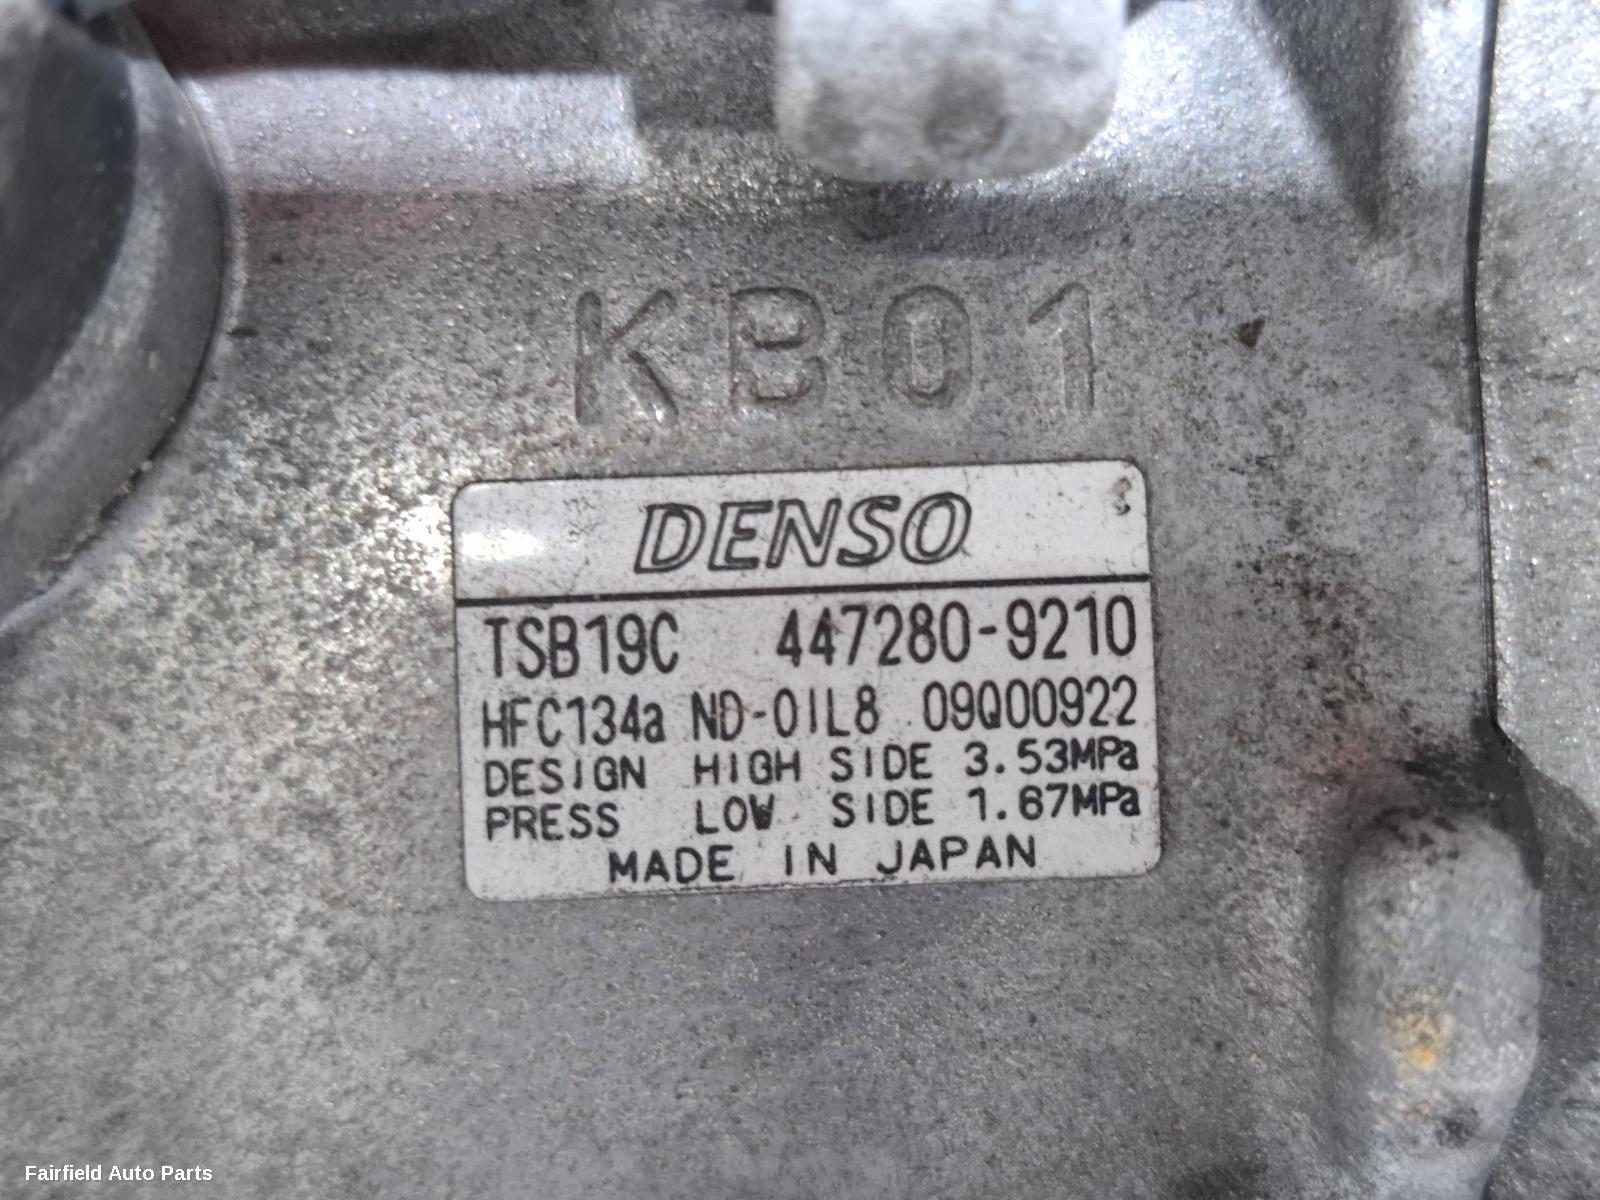 KB01
DENSO
TSB19C 447280-9210
HFC134a ND-OIL8 09Q00922
DESIGN HIGH SIDE 3.53MPa
PRESS LOW SIDE 1.67MPa
MADE IN JAPAN
Fairfield Auto Parts